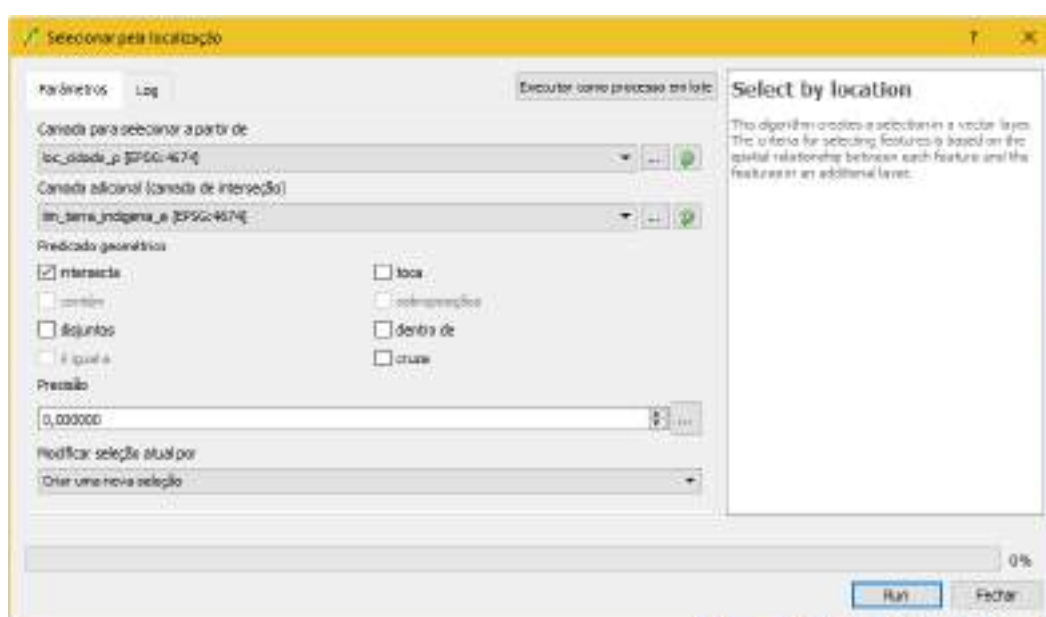 Selecionar pela localização
? ×
Parâmetros Log
Executar como processo em lote
Camada para selecionar a partir de
loc_cidade_p [EPSG:4674]
...
Camada adicional (camada de interseção)
lim_terra_indigena_a [EPSG:4674]
...
Predicado geométrico
intersecta
toca
contém
sobreposições
disjuntos
dentro de
é igual a
cruza
Precisão
0,000000
...
Modificar seleção atual por
Criar uma nova seleção
Select by location
This algorithm creates a selection in a vector layer.
The criteria for selecting features is based on the
spatial relationship between each feature and the
features in an additional layer.
0%
Run
Fechar